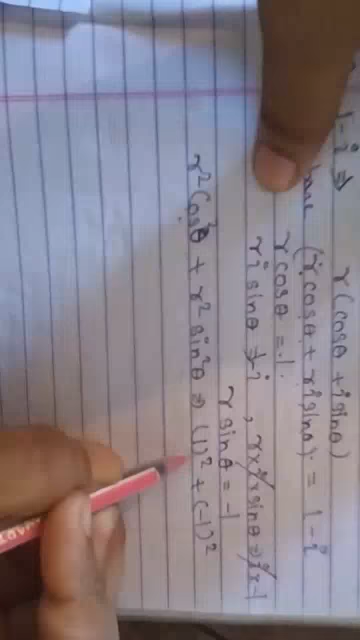 1 - i ⇒ r(cosθ + i sinθ)
(r cosθ + r i sinθ) = 1 - i
r cosθ = 1
r i sinθ = -i , r × i × sinθ ⇒ i × -1
r sinθ = -1
r² cos²θ + r² sin²θ ⇒ (1)² + (-1)²